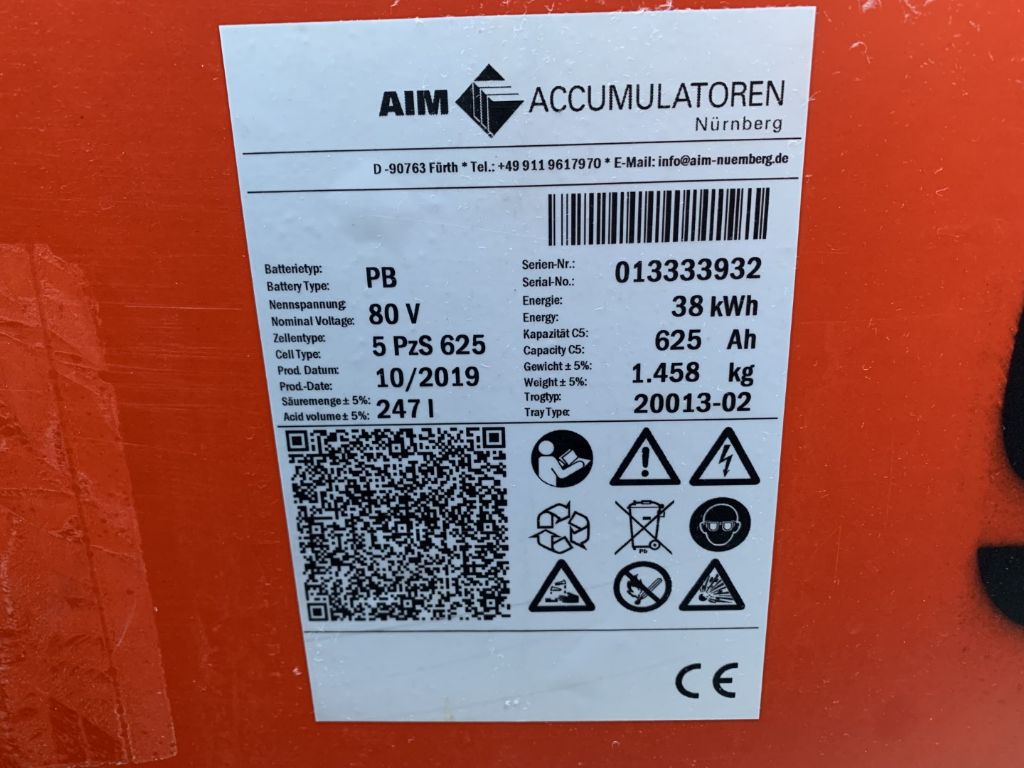 AIM ACCUMULATOREN
Nürnberg
D -90763 Fürth * Tel.: +49 911 9617970 * E-Mail: info@aim-nuernberg.de
Batterietyp:
Battery Type: PB
Nennspannung:
Nominal Voltage: 80 V
Zellentype:
Cell Type: 5 PzS 625
Prod. Datum:
Prod.-Date: 10/2019
Säuremenge ± 5%:
Acid volume ± 5%: 247 l
Serien-Nr.:
Serial-No.: 013333932
Energie:
Energy: 38 kWh
Kapazität C5:
Capacity C5: 625 Ah
Gewicht ± 5%:
Weight ± 5%: 1.458 kg
Trogtyp:
Tray Type: 20013-02
Pb
CE